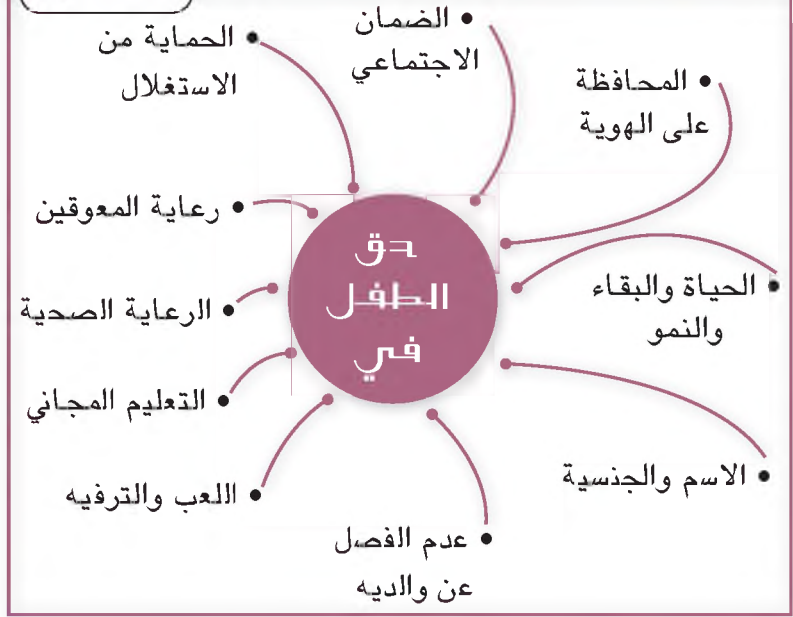 حق
الطفل
في
• الضمان
الاجتماعي
• المحافظة
على الهوية
• الحياة والبقاء
والنمو
• الاسم والجنسية
• عدم الفصل
عن والديه
• اللعب والترفيه
• التعليم المجاني
• الرعاية الصحية
• رعاية المعوقين
• الحماية من
الاستغلال